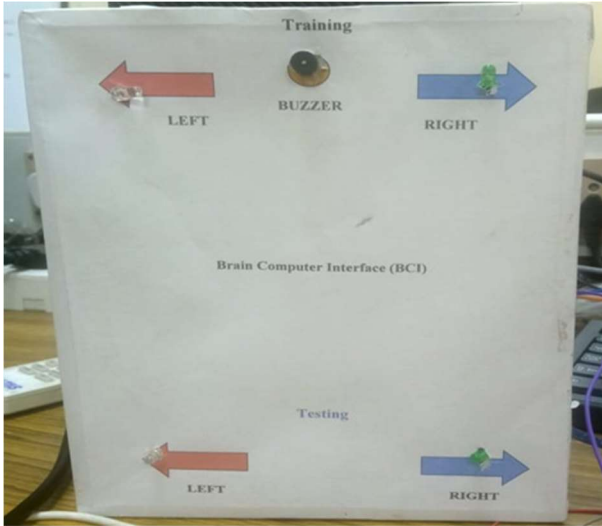 Training
LEFT
BUZZER
RIGHT
Brain Computer Interface (BCI)
Testing
LEFT
RIGHT